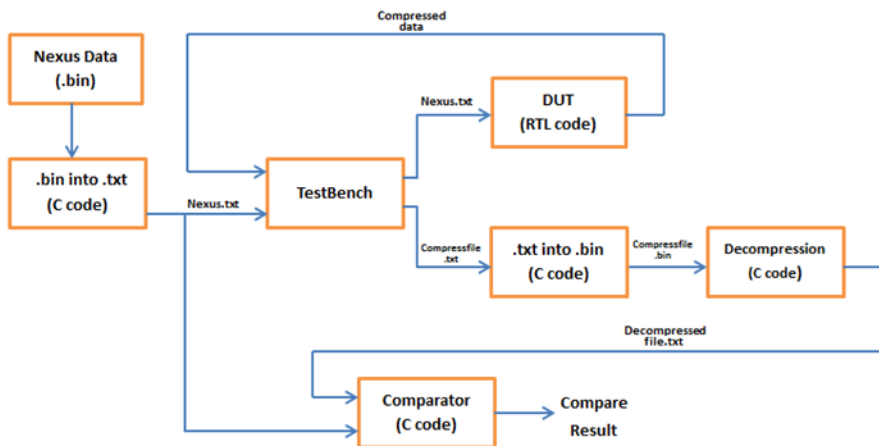 Compressed
data
Nexus Data
(.bin)
Nexus.txt
DUT
(RTL code)
.bin into .txt
(C code)
TestBench
Nexus.txt
Compressfile
.txt
.txt into .bin
(C code)
Compressfile
.bin
Decompression
(C code)
Decompressed
file.txt
Comparator
(C code)
Compare
Result